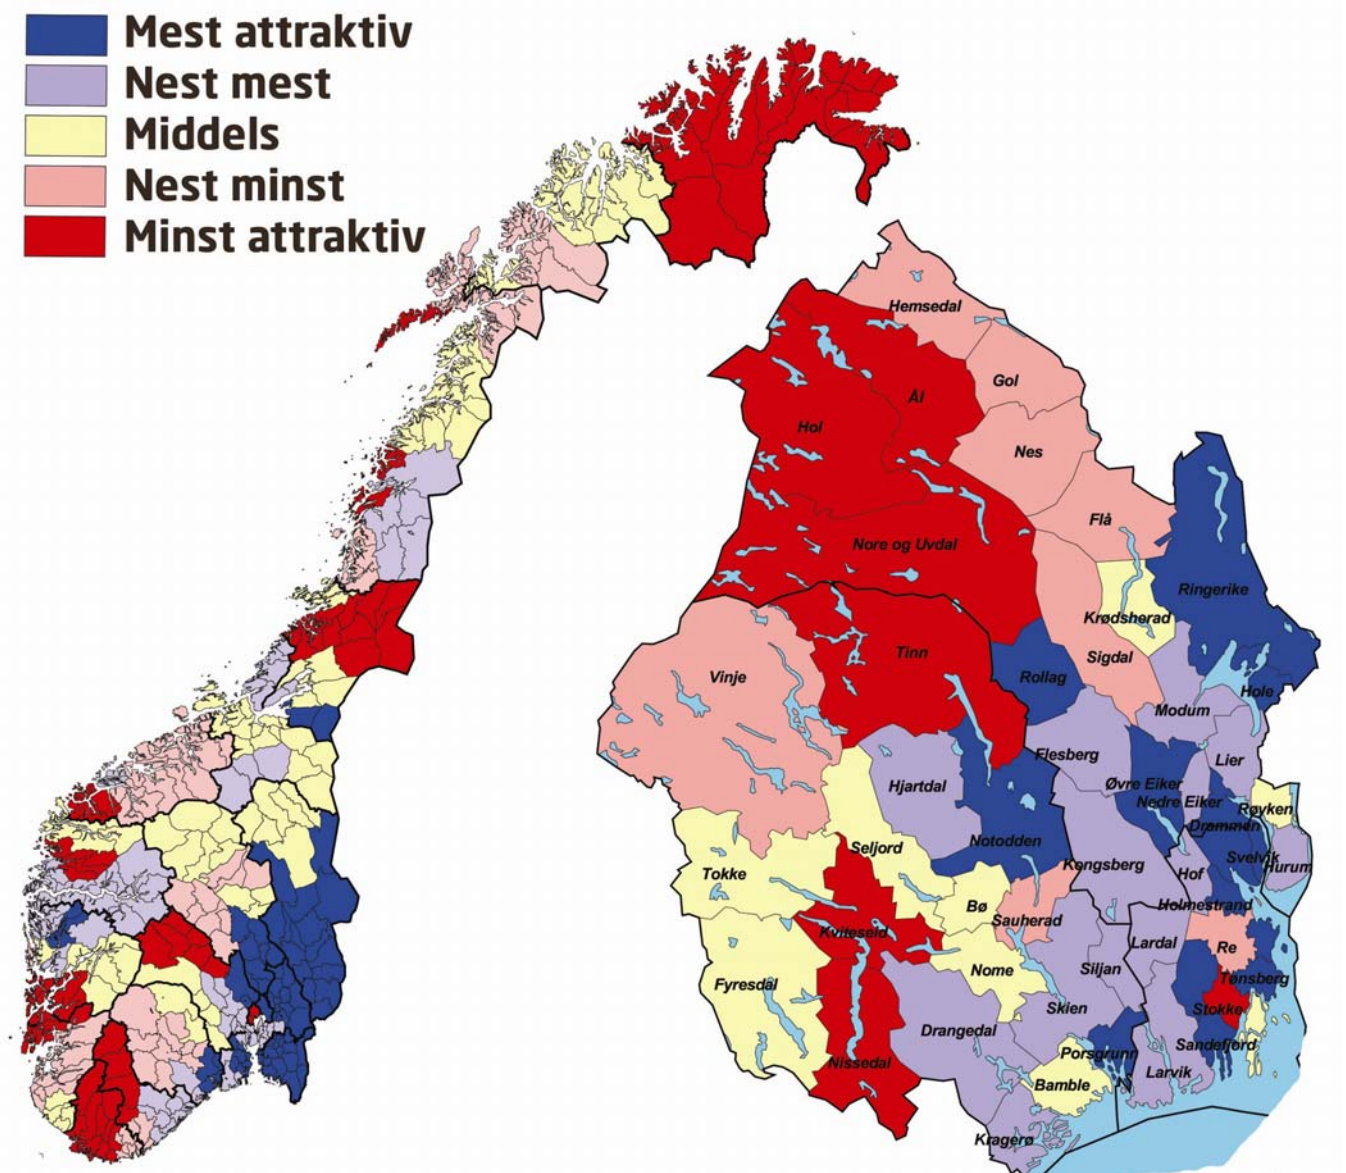 Mest attraktiv
Nest mest
Middels
Nest minst
Minst attraktiv
Hemsedal
Gol
Ål
Hol
Nes
Flå
Nore og Uvdal
Ringerike
Krødsherad
Tinn
Sigdal
Vinje
Rollag
Hole
Modum
Flesberg
Lier
Hjartdal
Øvre Eiker
Nedre Eiker
Røyken
Drammen
Notodden
Seljord
Svelvik
Hurum
Kongsberg
Tokke
Hof
Bø
Holmestrand
Sauherad
Kviteseid
Lardal
Re
Nome
Siljan
Tønsberg
Fyresdal
Skien
Stokke
Drangedal
Sandefjord
Porsgrunn
Nissedal
Larvik
Bamble
Kragerø